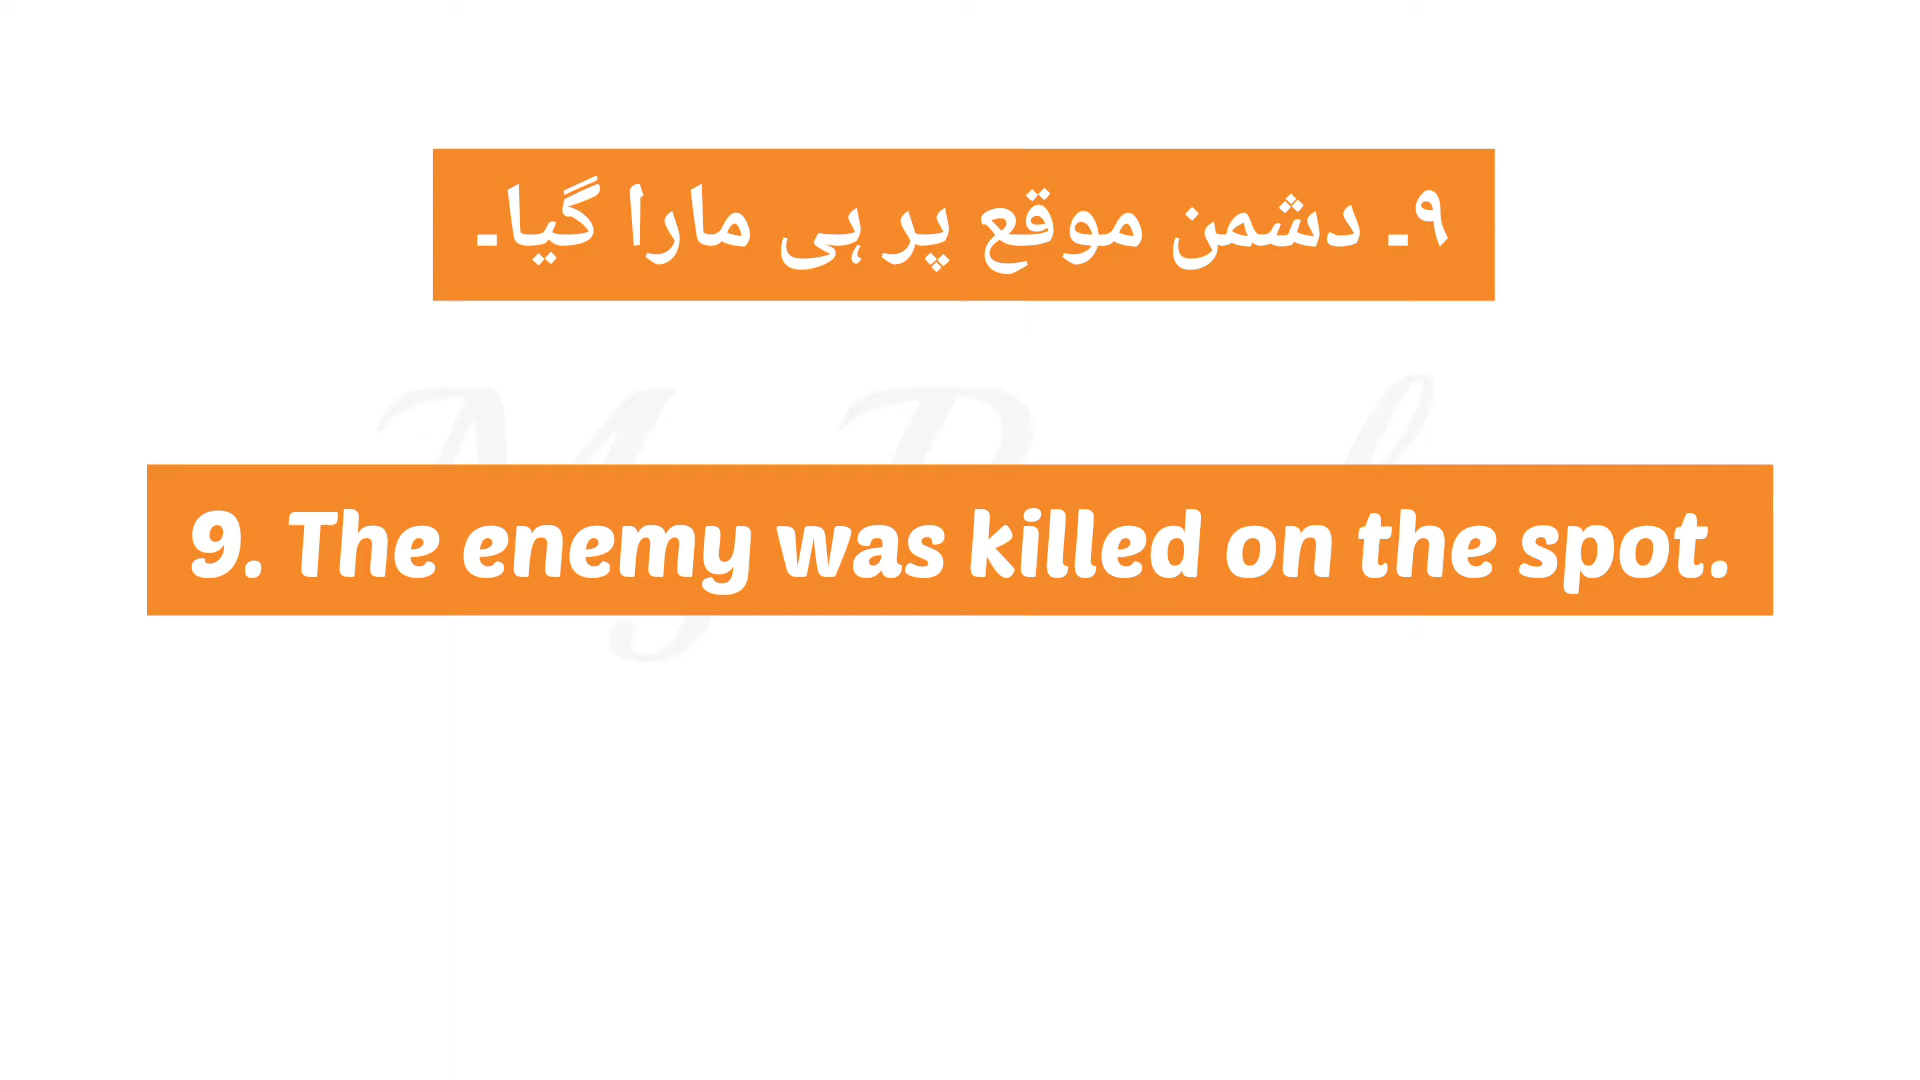 ۹۔ دشمن موقع پر ہی مارا گیا۔
9. The enemy was killed on the spot.